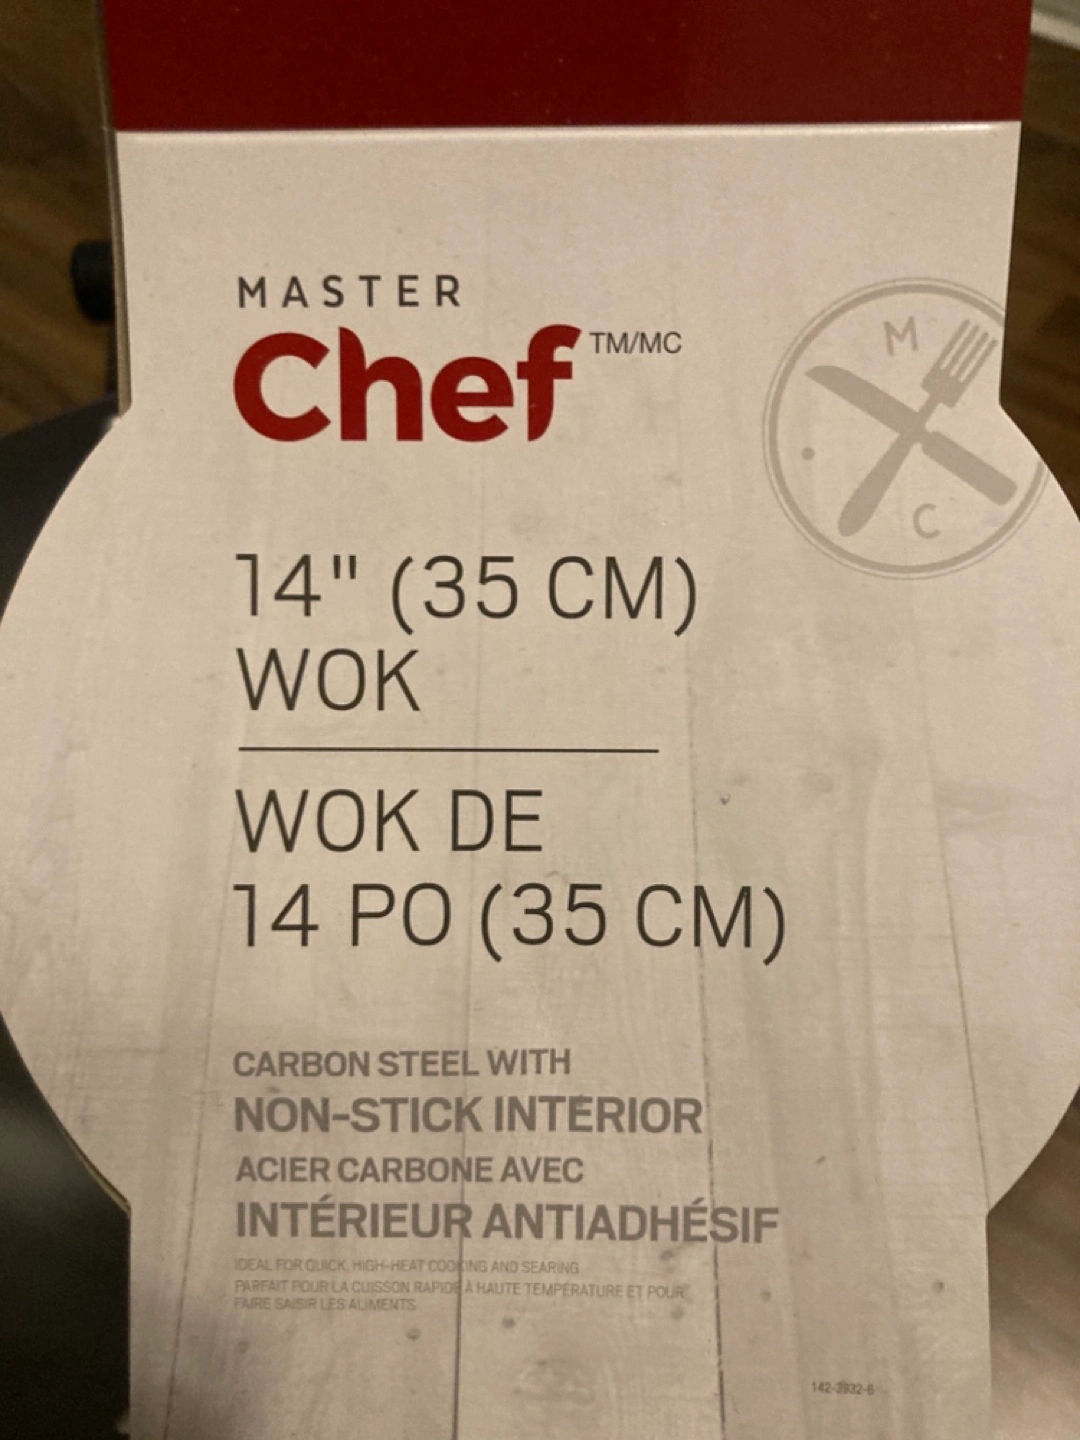 MASTER
Chef TM/MC
M
C
14" (35 CM)
WOK
WOK DE
14 PO (35 CM)
CARBON STEEL WITH
NON-STICK INTERIOR
ACIER CARBONE AVEC
INTÉRIEUR ANTIADHÉSIF
IDEAL FOR QUICK, HIGH-HEAT COOKING AND SEARING
PARFAIT POUR LA CUISSON RAPIDE À HAUTE TEMPÉRATURE ET POUR
FAIRE SAISIR LES ALIMENTS